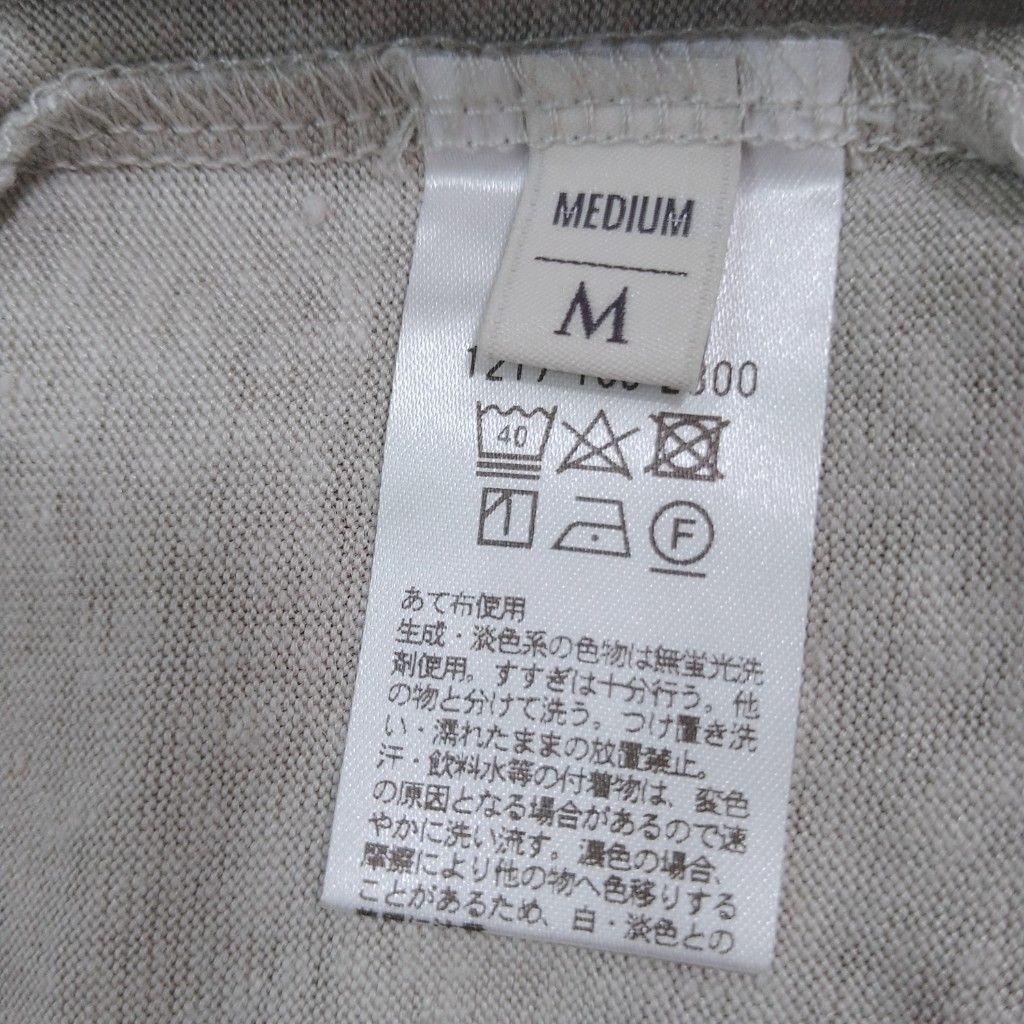 MEDIUM
M
40
F
あて布使用
生成・淡色系の色物は無蛍光洗
剤使用。すすぎは十分行う。他
の物と分けて洗う。つけ置き洗
い・濡れたままの放置禁止。
汗・飲料水等の付着物は、変色
の原因となる場合があるので速
やかに洗い流す。濃色の場合、
摩擦により他の物へ色移りする
ことがあるため、白・淡色との